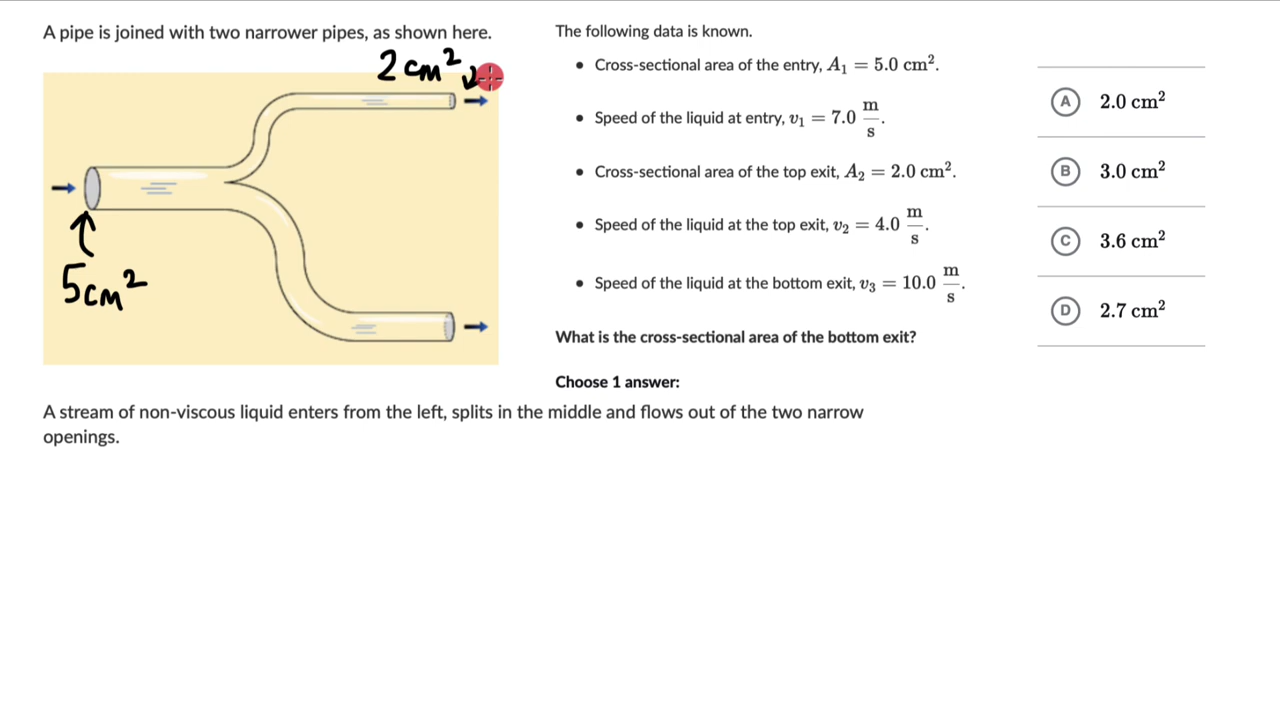 A pipe is joined with two narrower pipes, as shown here.
2 cm²
5cm²
A stream of non-viscous liquid enters from the left, splits in the middle and flows out of the two narrow
openings.
The following data is known.
• Cross-sectional area of the entry, A₁ = 5.0 cm².
• Speed of the liquid at entry, v₁ = 7.0 m/s.
• Cross-sectional area of the top exit, A₂ = 2.0 cm².
• Speed of the liquid at the top exit, v₂ = 4.0 m/s.
• Speed of the liquid at the bottom exit, v₃ = 10.0 m/s.
What is the cross-sectional area of the bottom exit?
Choose 1 answer:
A 2.0 cm²
B 3.0 cm²
C 3.6 cm²
D 2.7 cm²